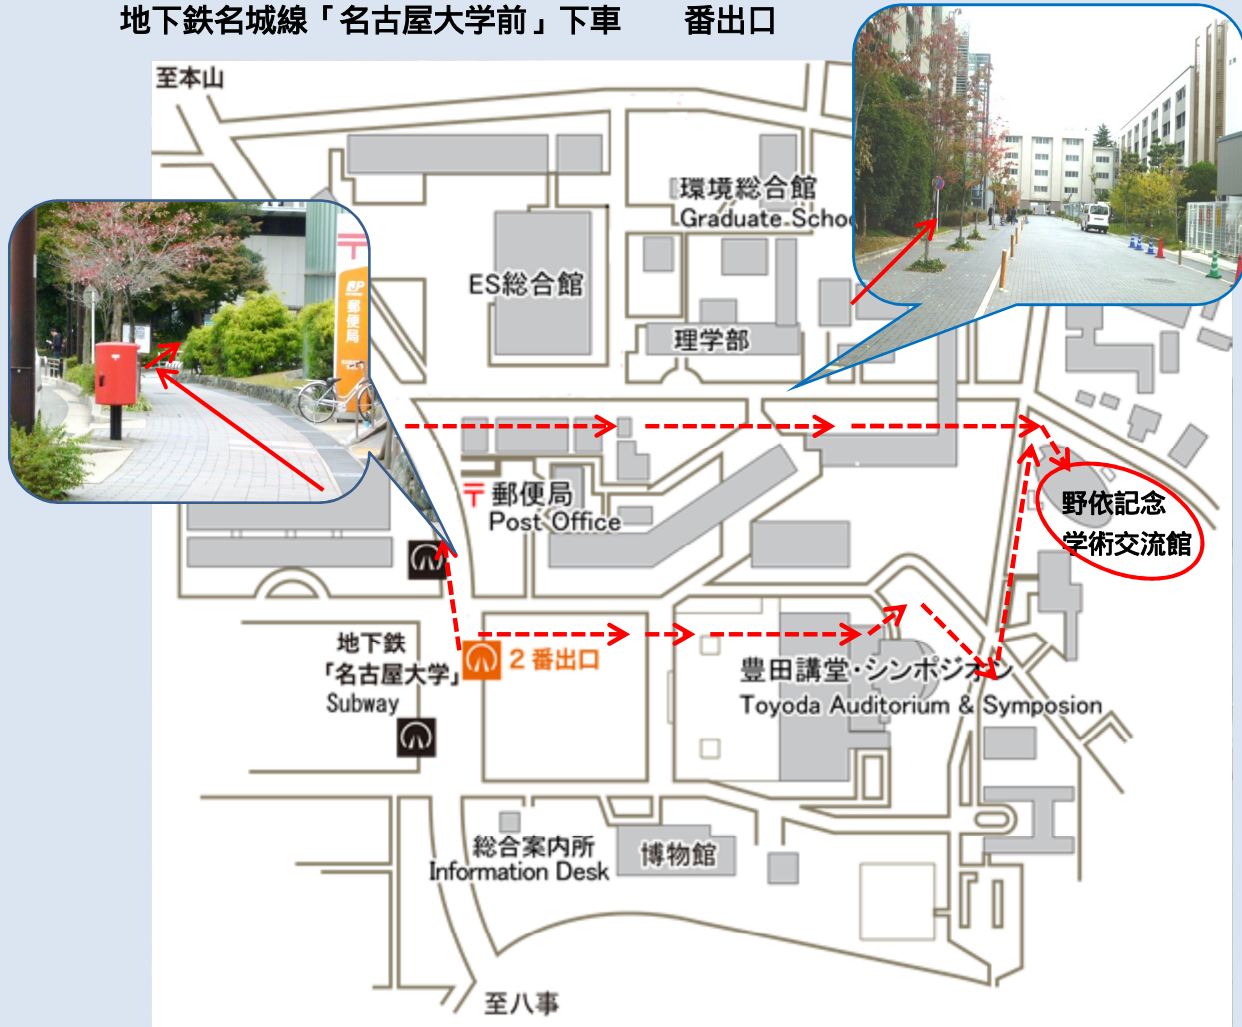 地下鉄名城線「名古屋大学前」下車　　番出口
至本山
環境総合館
Graduate Schoo
ES総合館
郵便局
理学部
〒郵便局
Post Office
野依記念
学術交流館
地下鉄
「名古屋大学」
Subway
2番出口
豊田講堂・シンポジオン
Toyoda Auditorium & Symposion
総合案内所
Information Desk
博物館
至八事